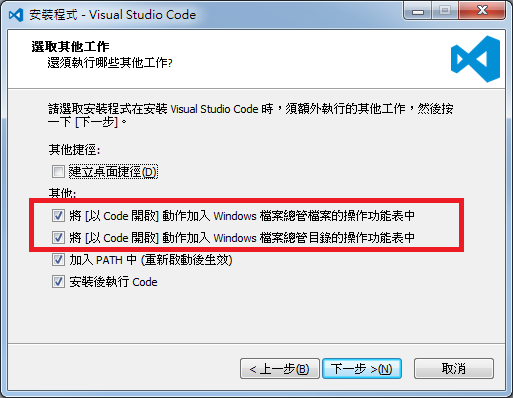 安裝程式 - Visual Studio Code
選取其他工作
還須執行哪些其他工作?
請選取安裝程式在安裝 Visual Studio Code 時，須額外執行的其他工作，然後按
一下 [下一步]。
其他捷徑:
建立桌面捷徑(D)
其他:
將 [以 Code 開啟] 動作加入 Windows 檔案總管檔案的操作功能表中
將 [以 Code 開啟] 動作加入 Windows 檔案總管目錄的操作功能表中
加入 PATH 中 (重新啟動後生效)
安裝後執行 Code
< 上一步(B) 下一步 >(N) 取消